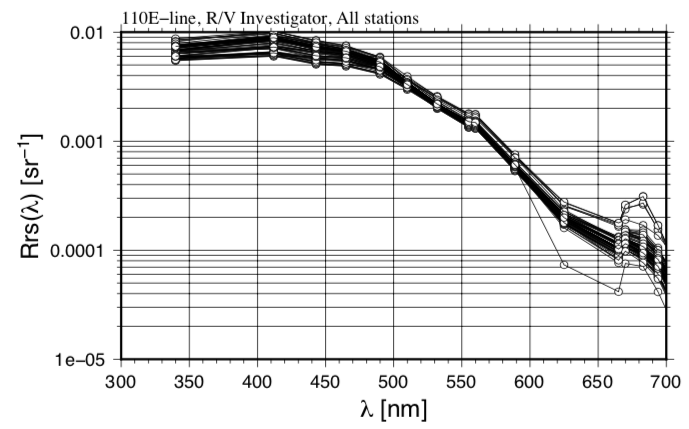 110E−line, R/V Investigator, All stations
0.01
0.001
0.0001
1e−05
Rrs(λ) [sr⁻¹]
300 350 400 450 500 550 600 650 700
λ [nm]